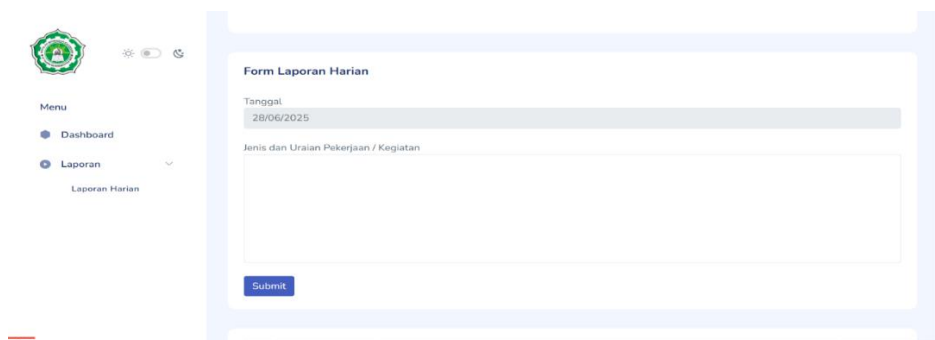 Menu
Dashboard
Laporan
Laporan Harian
Form Laporan Harian
Tanggal
28/06/2025
Jenis dan Uraian Pekerjaan / Kegiatan
Submit